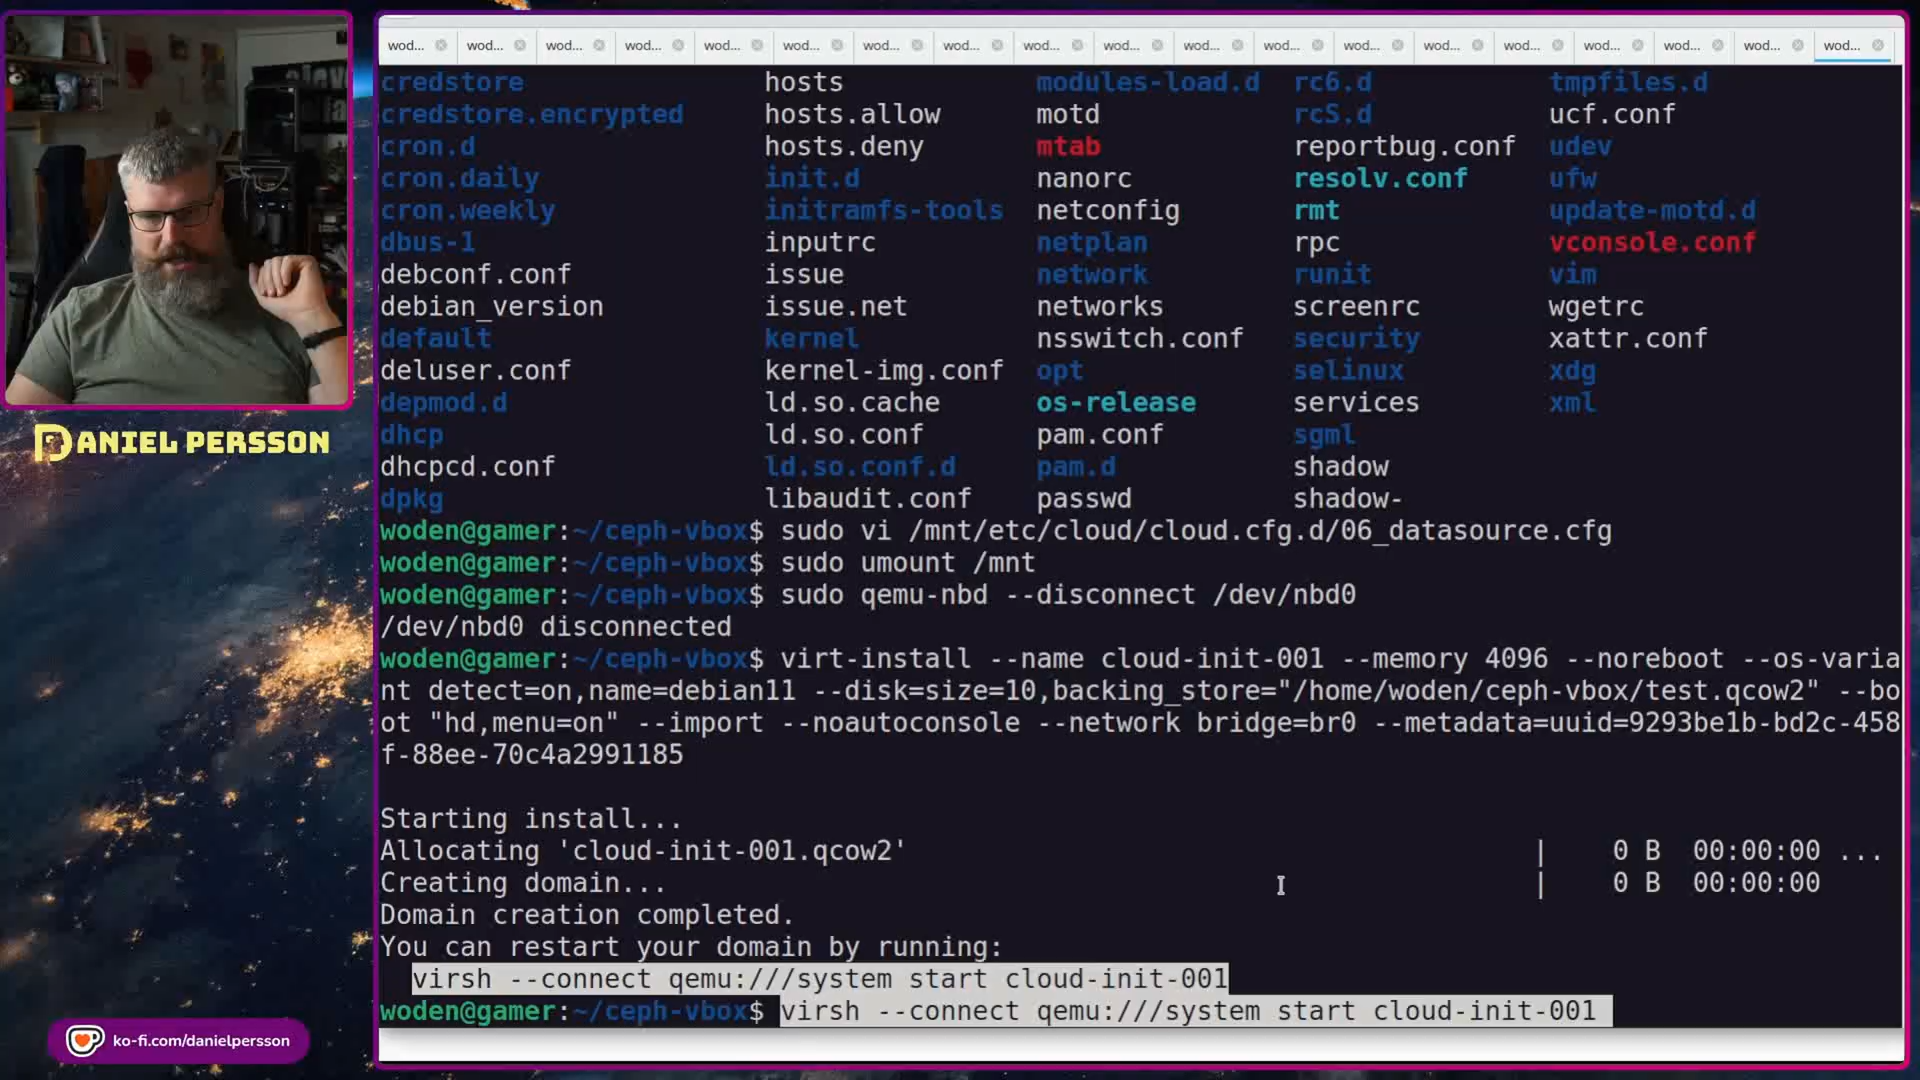 wod... wod... wod... wod... wod... wod... wod... wod... wod... wod... wod... wod... wod... wod... wod... wod... wod... wod... wod...
credstore hosts modules-load.d rc6.d tmpfiles.d
credstore.encrypted hosts.allow motd rcS.d ucf.conf
cron.d hosts.deny mtab reportbug.conf udev
cron.daily init.d nanorc resolv.conf ufw
cron.weekly initramfs-tools netconfig rmt update-motd.d
dbus-1 inputrc netplan rpc vconsole.conf
debconf.conf issue network runit vim
debian_version issue.net networks screenrc wgetrc
default kernel nsswitch.conf security xattr.conf
deluser.conf kernel-img.conf opt selinux xdg
depmod.d ld.so.cache os-release services xml
dhcp ld.so.conf pam.conf sgml
dhcpcd.conf ld.so.conf.d pam.d shadow
dpkg libaudit.conf passwd shadow-
woden@gamer:~/ceph-vbox$ sudo vi /mnt/etc/cloud/cloud.cfg.d/06_datasource.cfg
woden@gamer:~/ceph-vbox$ sudo umount /mnt
woden@gamer:~/ceph-vbox$ sudo qemu-nbd --disconnect /dev/nbd0
/dev/nbd0 disconnected
woden@gamer:~/ceph-vbox$ virt-install --name cloud-init-001 --memory 4096 --noreboot --os-varia
nt detect=on,name=debian11 --disk=size=10,backing_store="/home/woden/ceph-vbox/test.qcow2" --bo
ot "hd,menu=on" --import --noautoconsole --network bridge=br0 --metadata=uuid=9293be1b-bd2c-458
f-88ee-70c4a2991185
Starting install...
Allocating 'cloud-init-001.qcow2' | 0 B 00:00:00 ...
Creating domain... | 0 B 00:00:00
Domain creation completed.
You can restart your domain by running:
virsh --connect qemu:///system start cloud-init-001
woden@gamer:~/ceph-vbox$ virsh --connect qemu:///system start cloud-init-001
DANIEL PERSSON
ko-fi.com/danielpersson